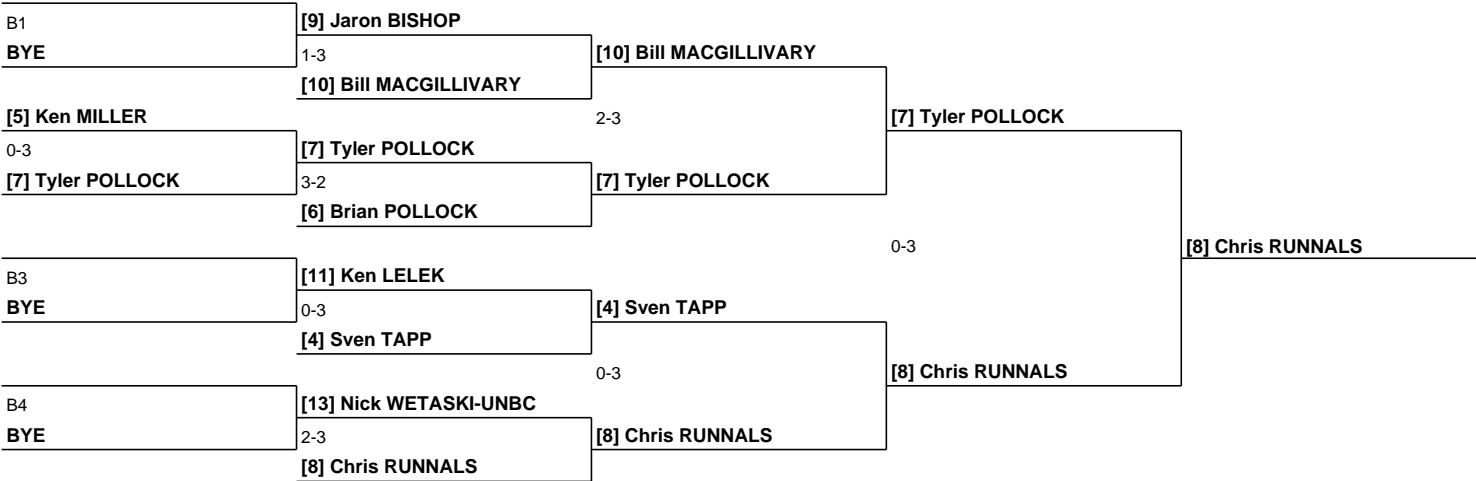 B1
BYE
[5] Ken MILLER
0-3
[7] Tyler POLLOCK
B3
BYE
B4
BYE
[9] Jaron BISHOP
1-3
[10] Bill MACGILLIVARY
[7] Tyler POLLOCK
3-2
[6] Brian POLLOCK
[11] Ken LELEK
0-3
[4] Sven TAPP
[13] Nick WETASKI-UNBC
2-3
[8] Chris RUNNALS
[10] Bill MACGILLIVARY
2-3
[7] Tyler POLLOCK
[4] Sven TAPP
0-3
[8] Chris RUNNALS
[7] Tyler POLLOCK
0-3
[8] Chris RUNNALS
[8] Chris RUNNALS